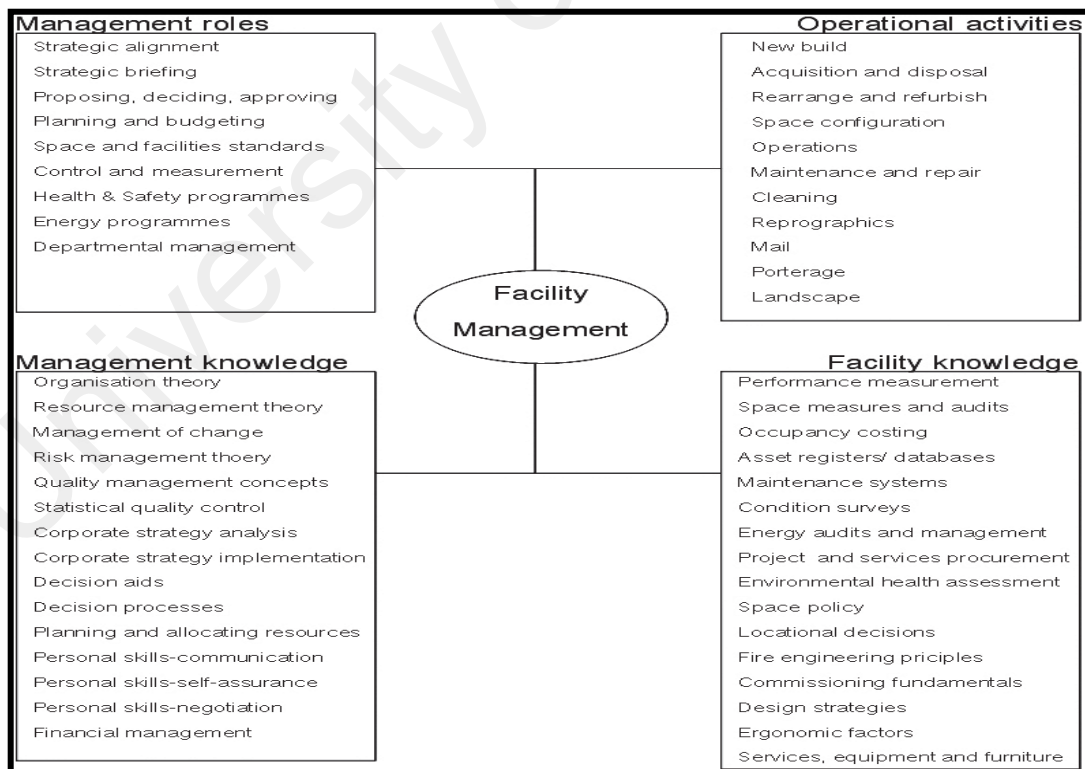 Management roles
Strategic alignment
Strategic briefing
Proposing, deciding, approving
Planning and budgeting
Space and facilities standards
Control and measurement
Health & Safety programmes
Energy programmes
Departmental management
Operational activities
New build
Acquisition and disposal
Rearrange and refurbish
Space configuration
Operations
Maintenance and repair
Cleaning
Reprographics
Mail
Porterage
Landscape
Facility
Management
Management knowledge
Organisation theory
Resource management theory
Management of change
Risk management thoery
Quality management concepts
Statistical quality control
Corporate strategy analysis
Corporate strategy implementation
Decision aids
Decision processes
Planning and allocating resources
Personal skills-communication
Personal skills-self-assurance
Personal skills-negotiation
Financial management
Facility knowledge
Performance measurement
Space measures and audits
Occupancy costing
Asset registers/ databases
Maintenance systems
Condition surveys
Energy audits and management
Project and services procurement
Environmental health assessment
Space policy
Locational decisions
Fire engineering priciples
Commissioning fundamentals
Design strategies
Ergonomic factors
Services, equipment and furniture
University